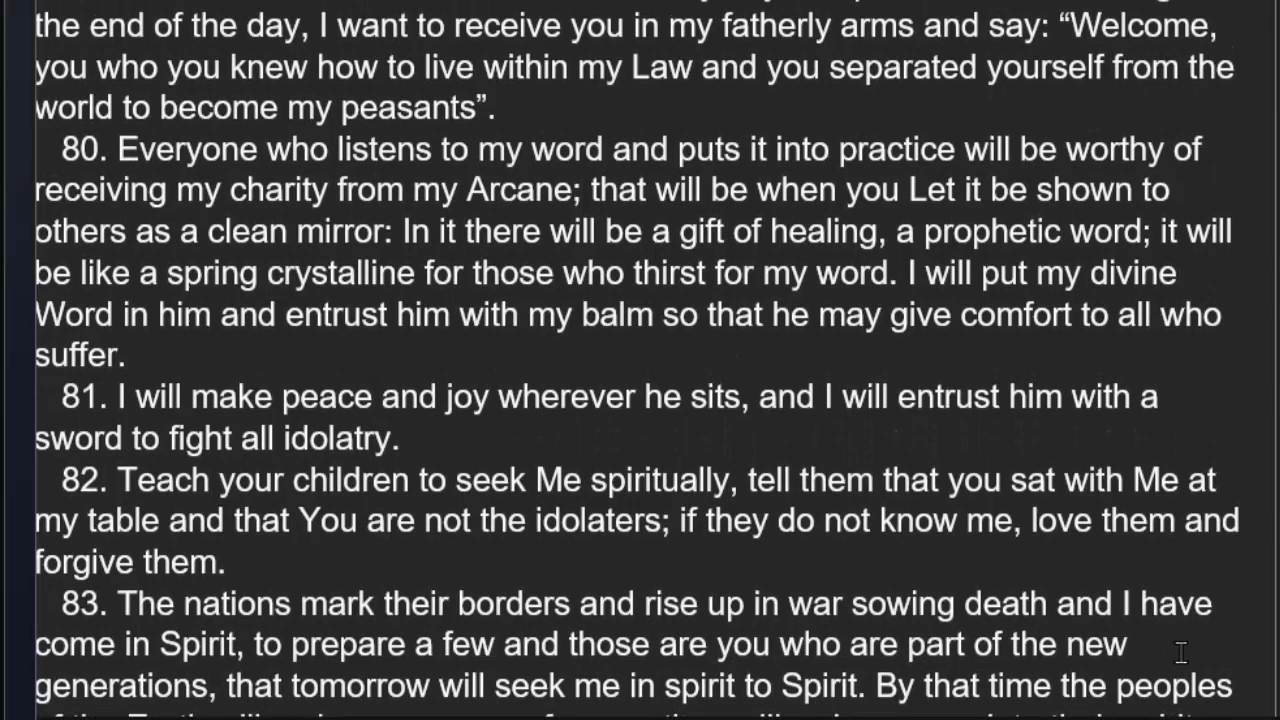 the end of the day, I want to receive you in my fatherly arms and say: “Welcome,
you who you knew how to live within my Law and you separated yourself from the
world to become my peasants”.
80. Everyone who listens to my word and puts it into practice will be worthy of
receiving my charity from my Arcane; that will be when you Let it be shown to
others as a clean mirror: In it there will be a gift of healing, a prophetic word; it will
be like a spring crystalline for those who thirst for my word. I will put my divine
Word in him and entrust him with my balm so that he may give comfort to all who
suffer.
81. I will make peace and joy wherever he sits, and I will entrust him with a
sword to fight all idolatry.
82. Teach your children to seek Me spiritually, tell them that you sat with Me at
my table and that You are not the idolaters; if they do not know me, love them and
forgive them.
83. The nations mark their borders and rise up in war sowing death and I have
come in Spirit, to prepare a few and those are you who are part of the new
generations, that tomorrow will seek me in spirit to Spirit. By that time the peoples